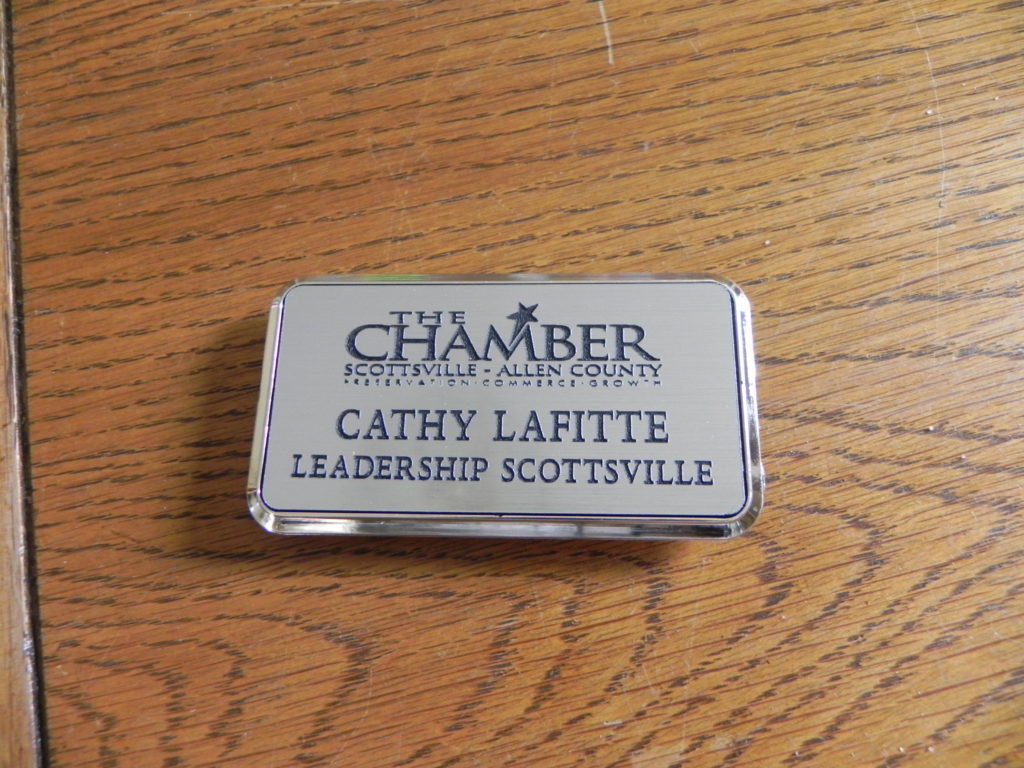 THE
CHAMBER
SCOTTSVILLE - ALLEN COUNTY
PRESERVATION · COMMERCE · GROWTH
CATHY LAFITTE
LEADERSHIP SCOTTSVILLE